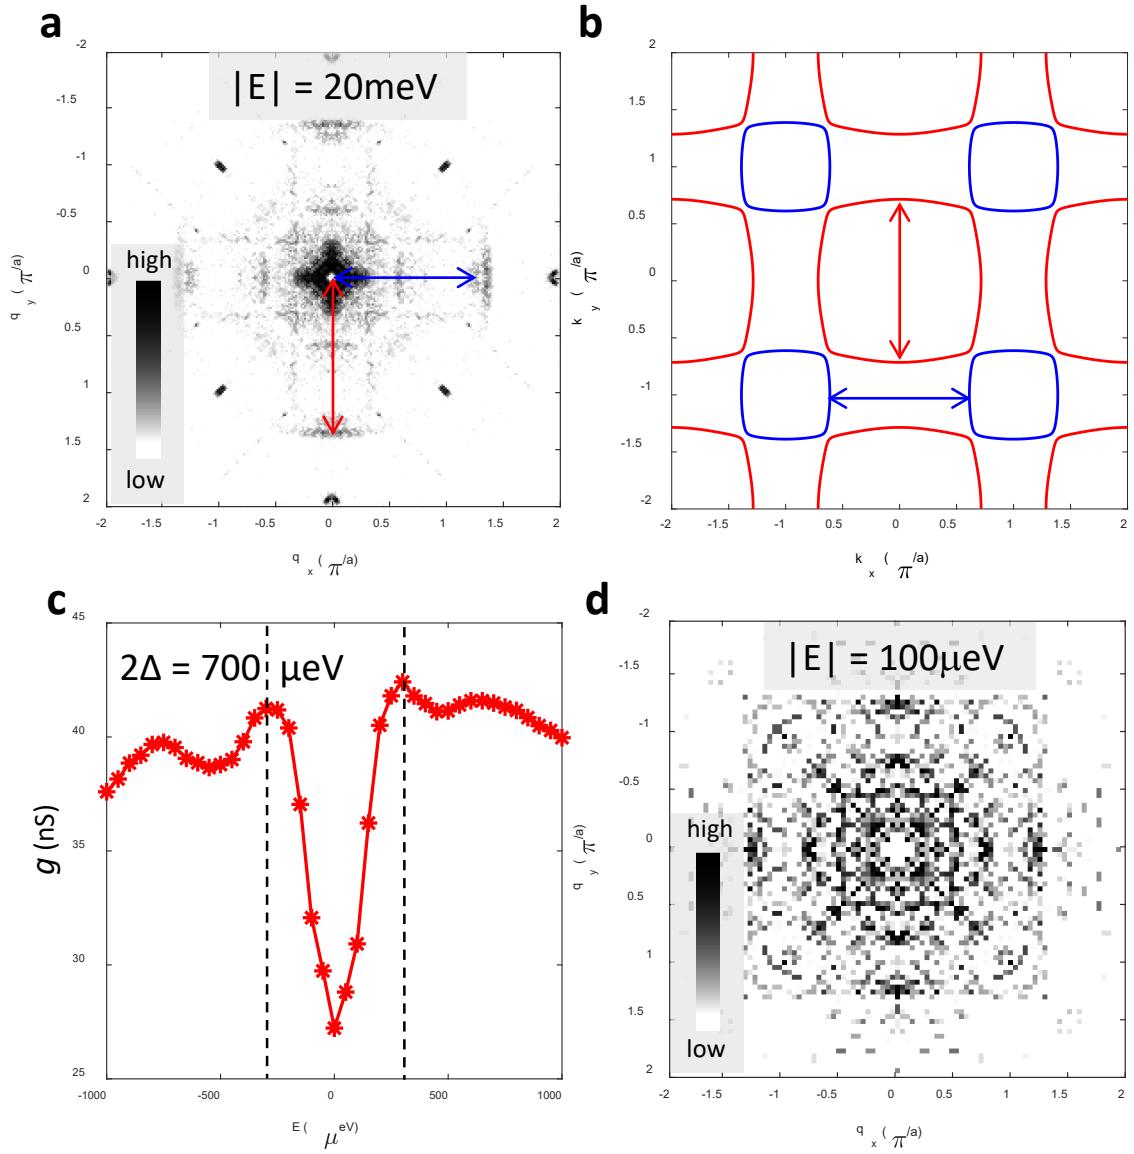 a
|E| = 20meV
-2
-1.5
-1
-0.5
0
0.5
1
1.5
2
q y ( π/a)
high
low
-2 -1.5 -1 -0.5 0 0.5 1 1.5 2
q x ( π/a)
b
2
1.5
1
0.5
0
-0.5
-1
-1.5
-2
k y ( π/a)
-2 -1.5 -1 -0.5 0 0.5 1 1.5 2
k x ( π/a)
c
2Δ = 700 μeV
45
40
35
30
25
g (nS)
-1000 -500 0 500 1000
E ( μeV)
d
|E| = 100μeV
-2
-1.5
-1
-0.5
0
0.5
1
1.5
2
q y ( π/a)
high
low
-2 -1.5 -1 -0.5 0 0.5 1 1.5 2
q x ( π/a)